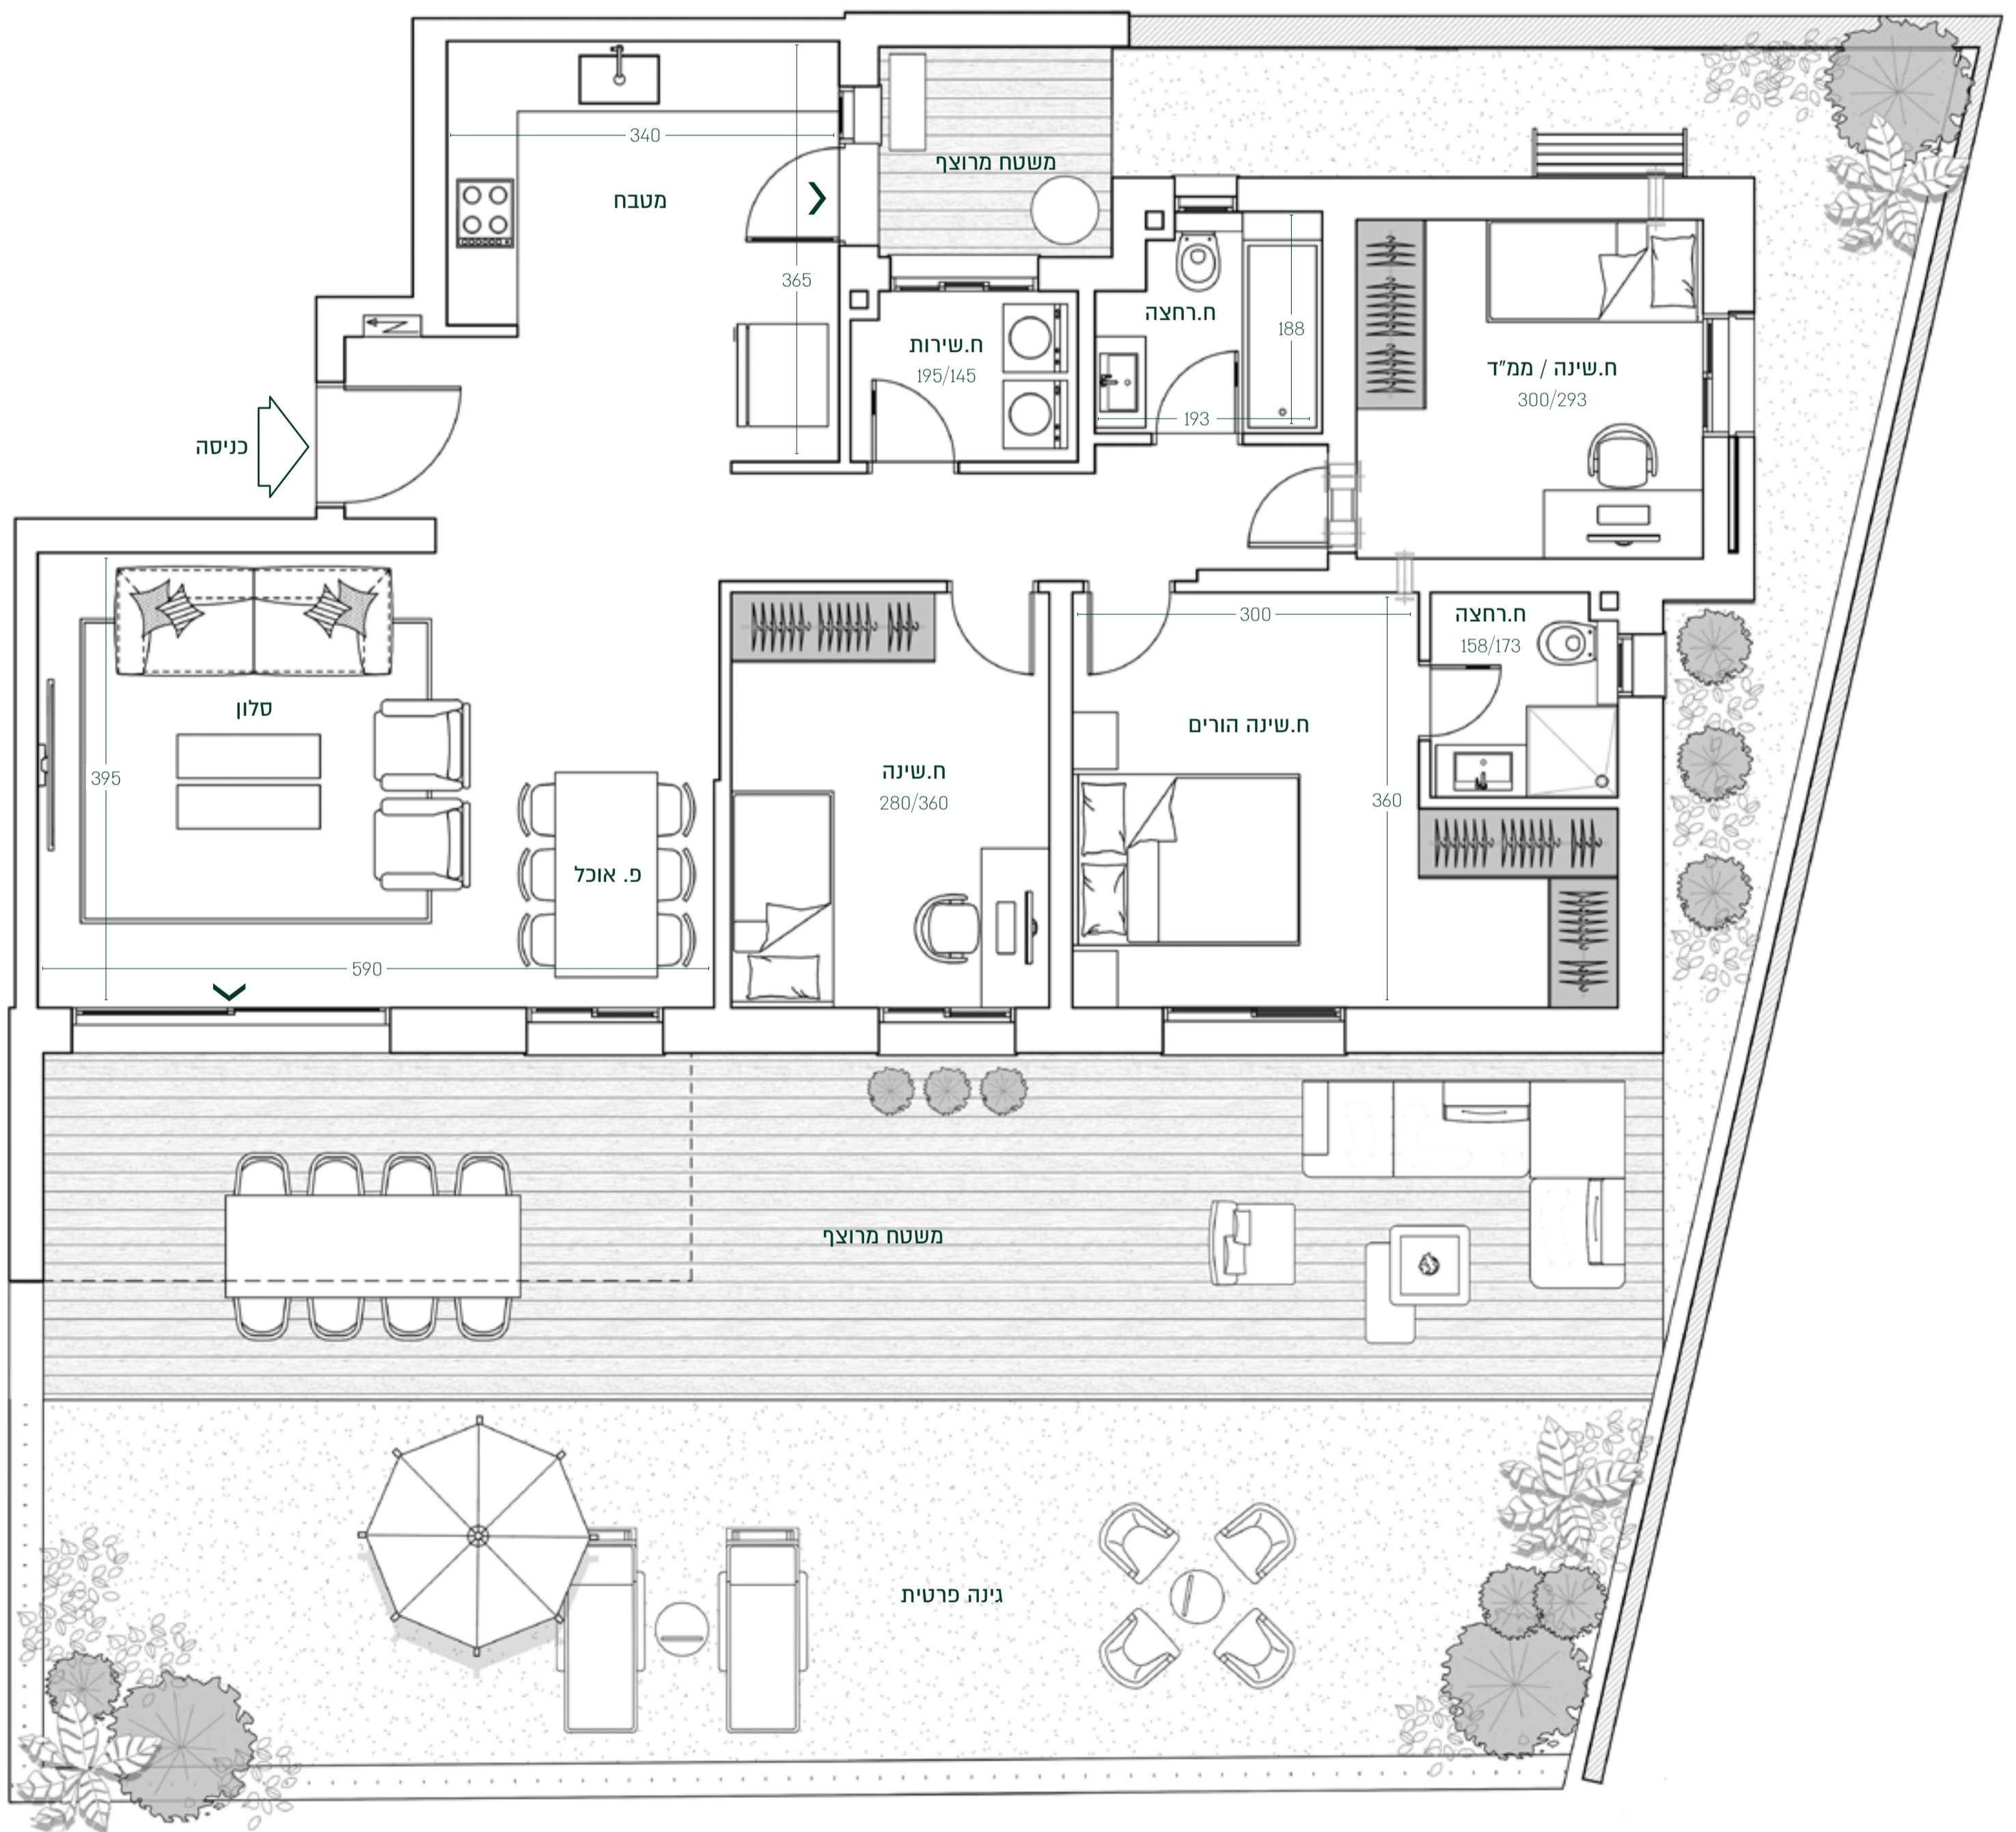 340
מטבח
365
משטח מרוצף
ח.שירות
195/145
ח.רחצה
188
193
ח.שינה / ממ״ד
300/293
כניסה
סלון
395
590
פ. אוכל
ח.שינה
280/360
300
ח.שינה הורים
360
ח.רחצה
158/173
משטח מרוצף
גינה פרטית